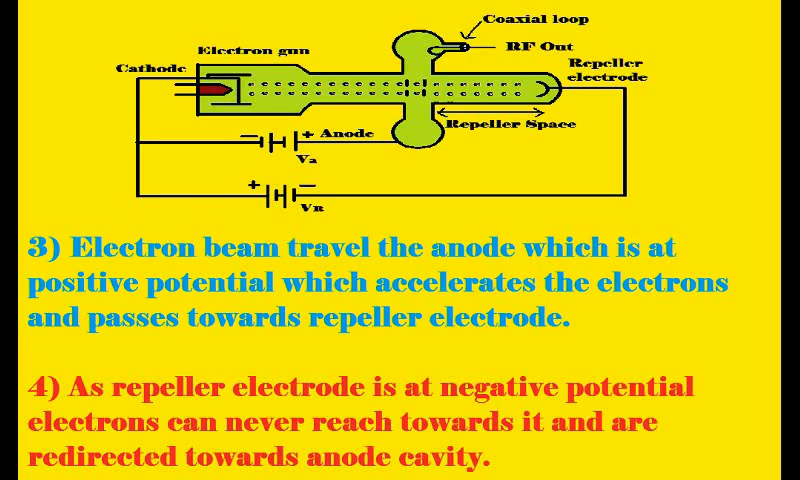 Coaxial loop
Electron gun
RF Out
Cathode
Repeller
electrode
− + Anode
Repeller Space
Va
+ −
VR
3) Electron beam travel the anode which is at
positive potential which accelerates the electrons
and passes towards repeller electrode.
4) As repeller electrode is at negative potential
electrons can never reach towards it and are
redirected towards anode cavity.